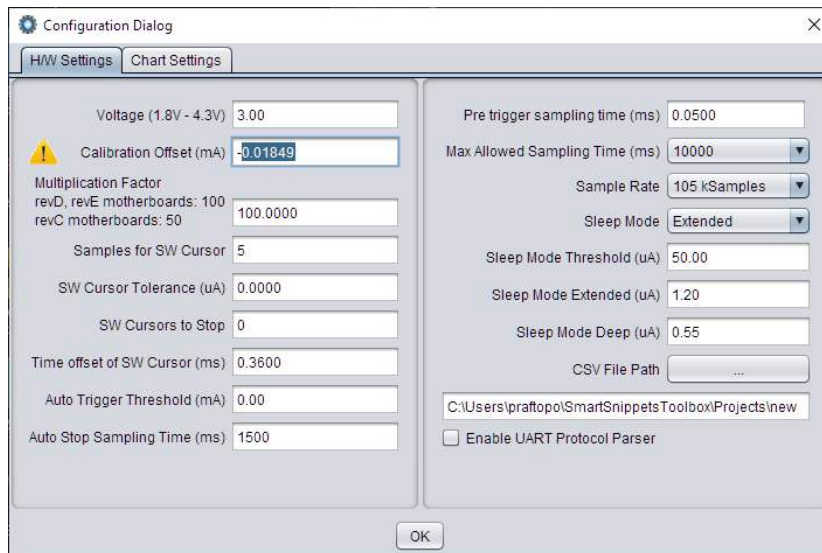 Configuration Dialog
H/W Settings
Chart Settings
Voltage (1.8V - 4.3V) 3.00
Calibration Offset (mA) -0.01849
Multiplication Factor
revD, revE motherboards: 100
revC motherboards: 50
100.0000
Samples for SW Cursor 5
SW Cursor Tolerance (uA) 0.0000
SW Cursors to Stop 0
Time offset of SW Cursor (ms) 0.3600
Auto Trigger Threshold (mA) 0.00
Auto Stop Sampling Time (ms) 1500
Pre trigger sampling time (ms) 0.0500
Max Allowed Sampling Time (ms) 10000
Sample Rate 105 kSamples
Sleep Mode Extended
Sleep Mode Threshold (uA) 50.00
Sleep Mode Extended (uA) 1.20
Sleep Mode Deep (uA) 0.55
CSV File Path ...
C:\Users\praftopo\SmartSnippetsToolbox\Projects\new
Enable UART Protocol Parser
OK